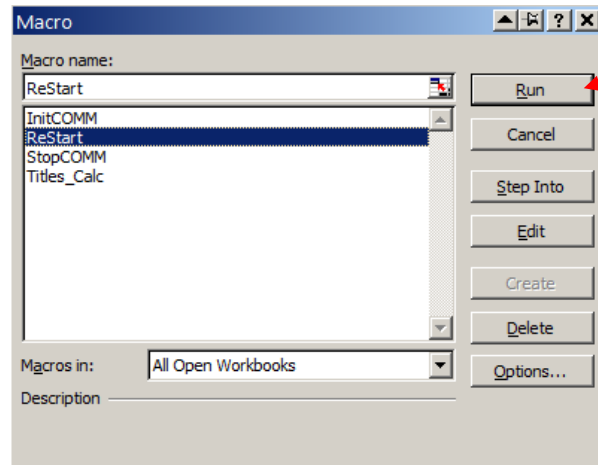 Macro
Macro name:
ReStart
Run
InitCOMM
ReStart
StopCOMM
Titles_Calc
Cancel
Step Into
Edit
Create
Delete
Macros in: All Open Workbooks
Options...
Description